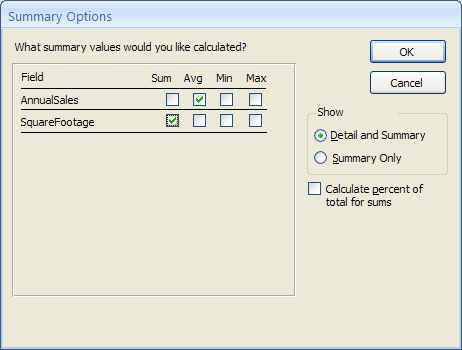 Summary Options
What summary values would you like calculated?
OK
Cancel
Field Sum Avg Min Max
AnnualSales
SquareFootage
Show
Detail and Summary
Summary Only
Calculate percent of
total for sums